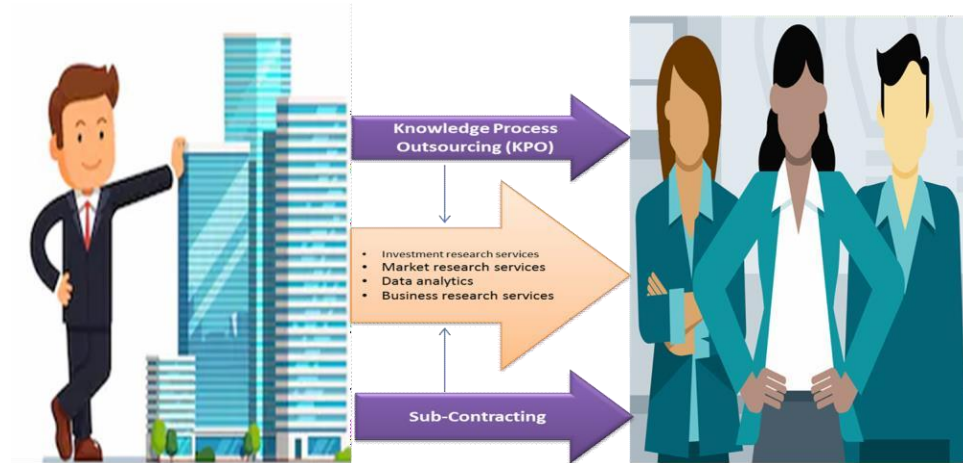 Knowledge Process
Outsourcing (KPO)
• Investment research services
• Market research services
• Data analytics
• Business research services
Sub-Contracting